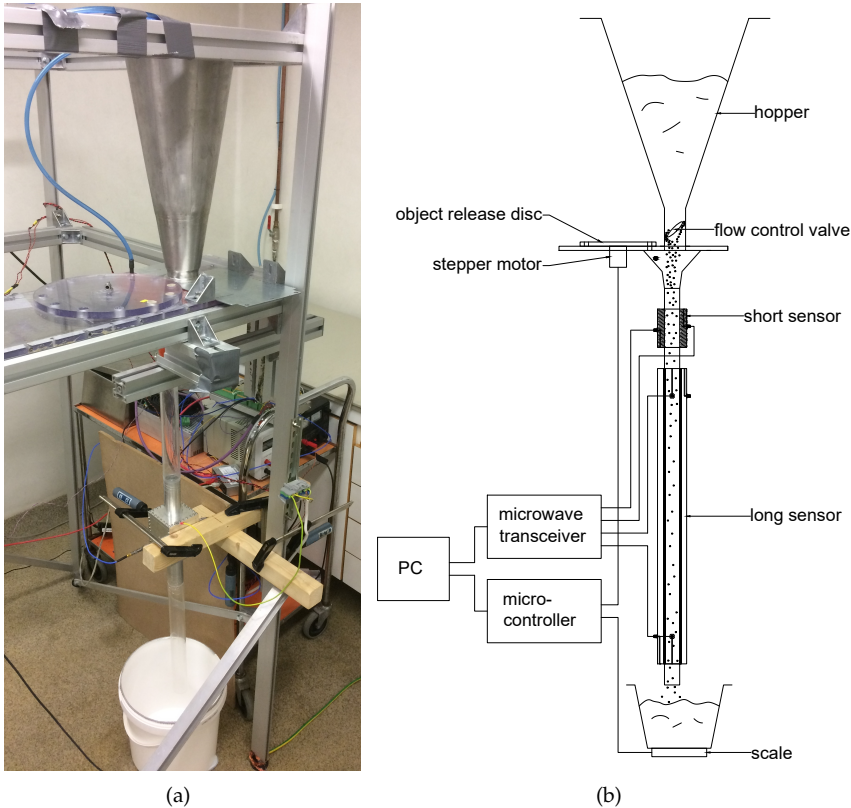 hopper
object release disc
flow control valve
stepper motor
short sensor
microwave
transceiver
long sensor
PC
micro-
controller
scale
(a)
(b)